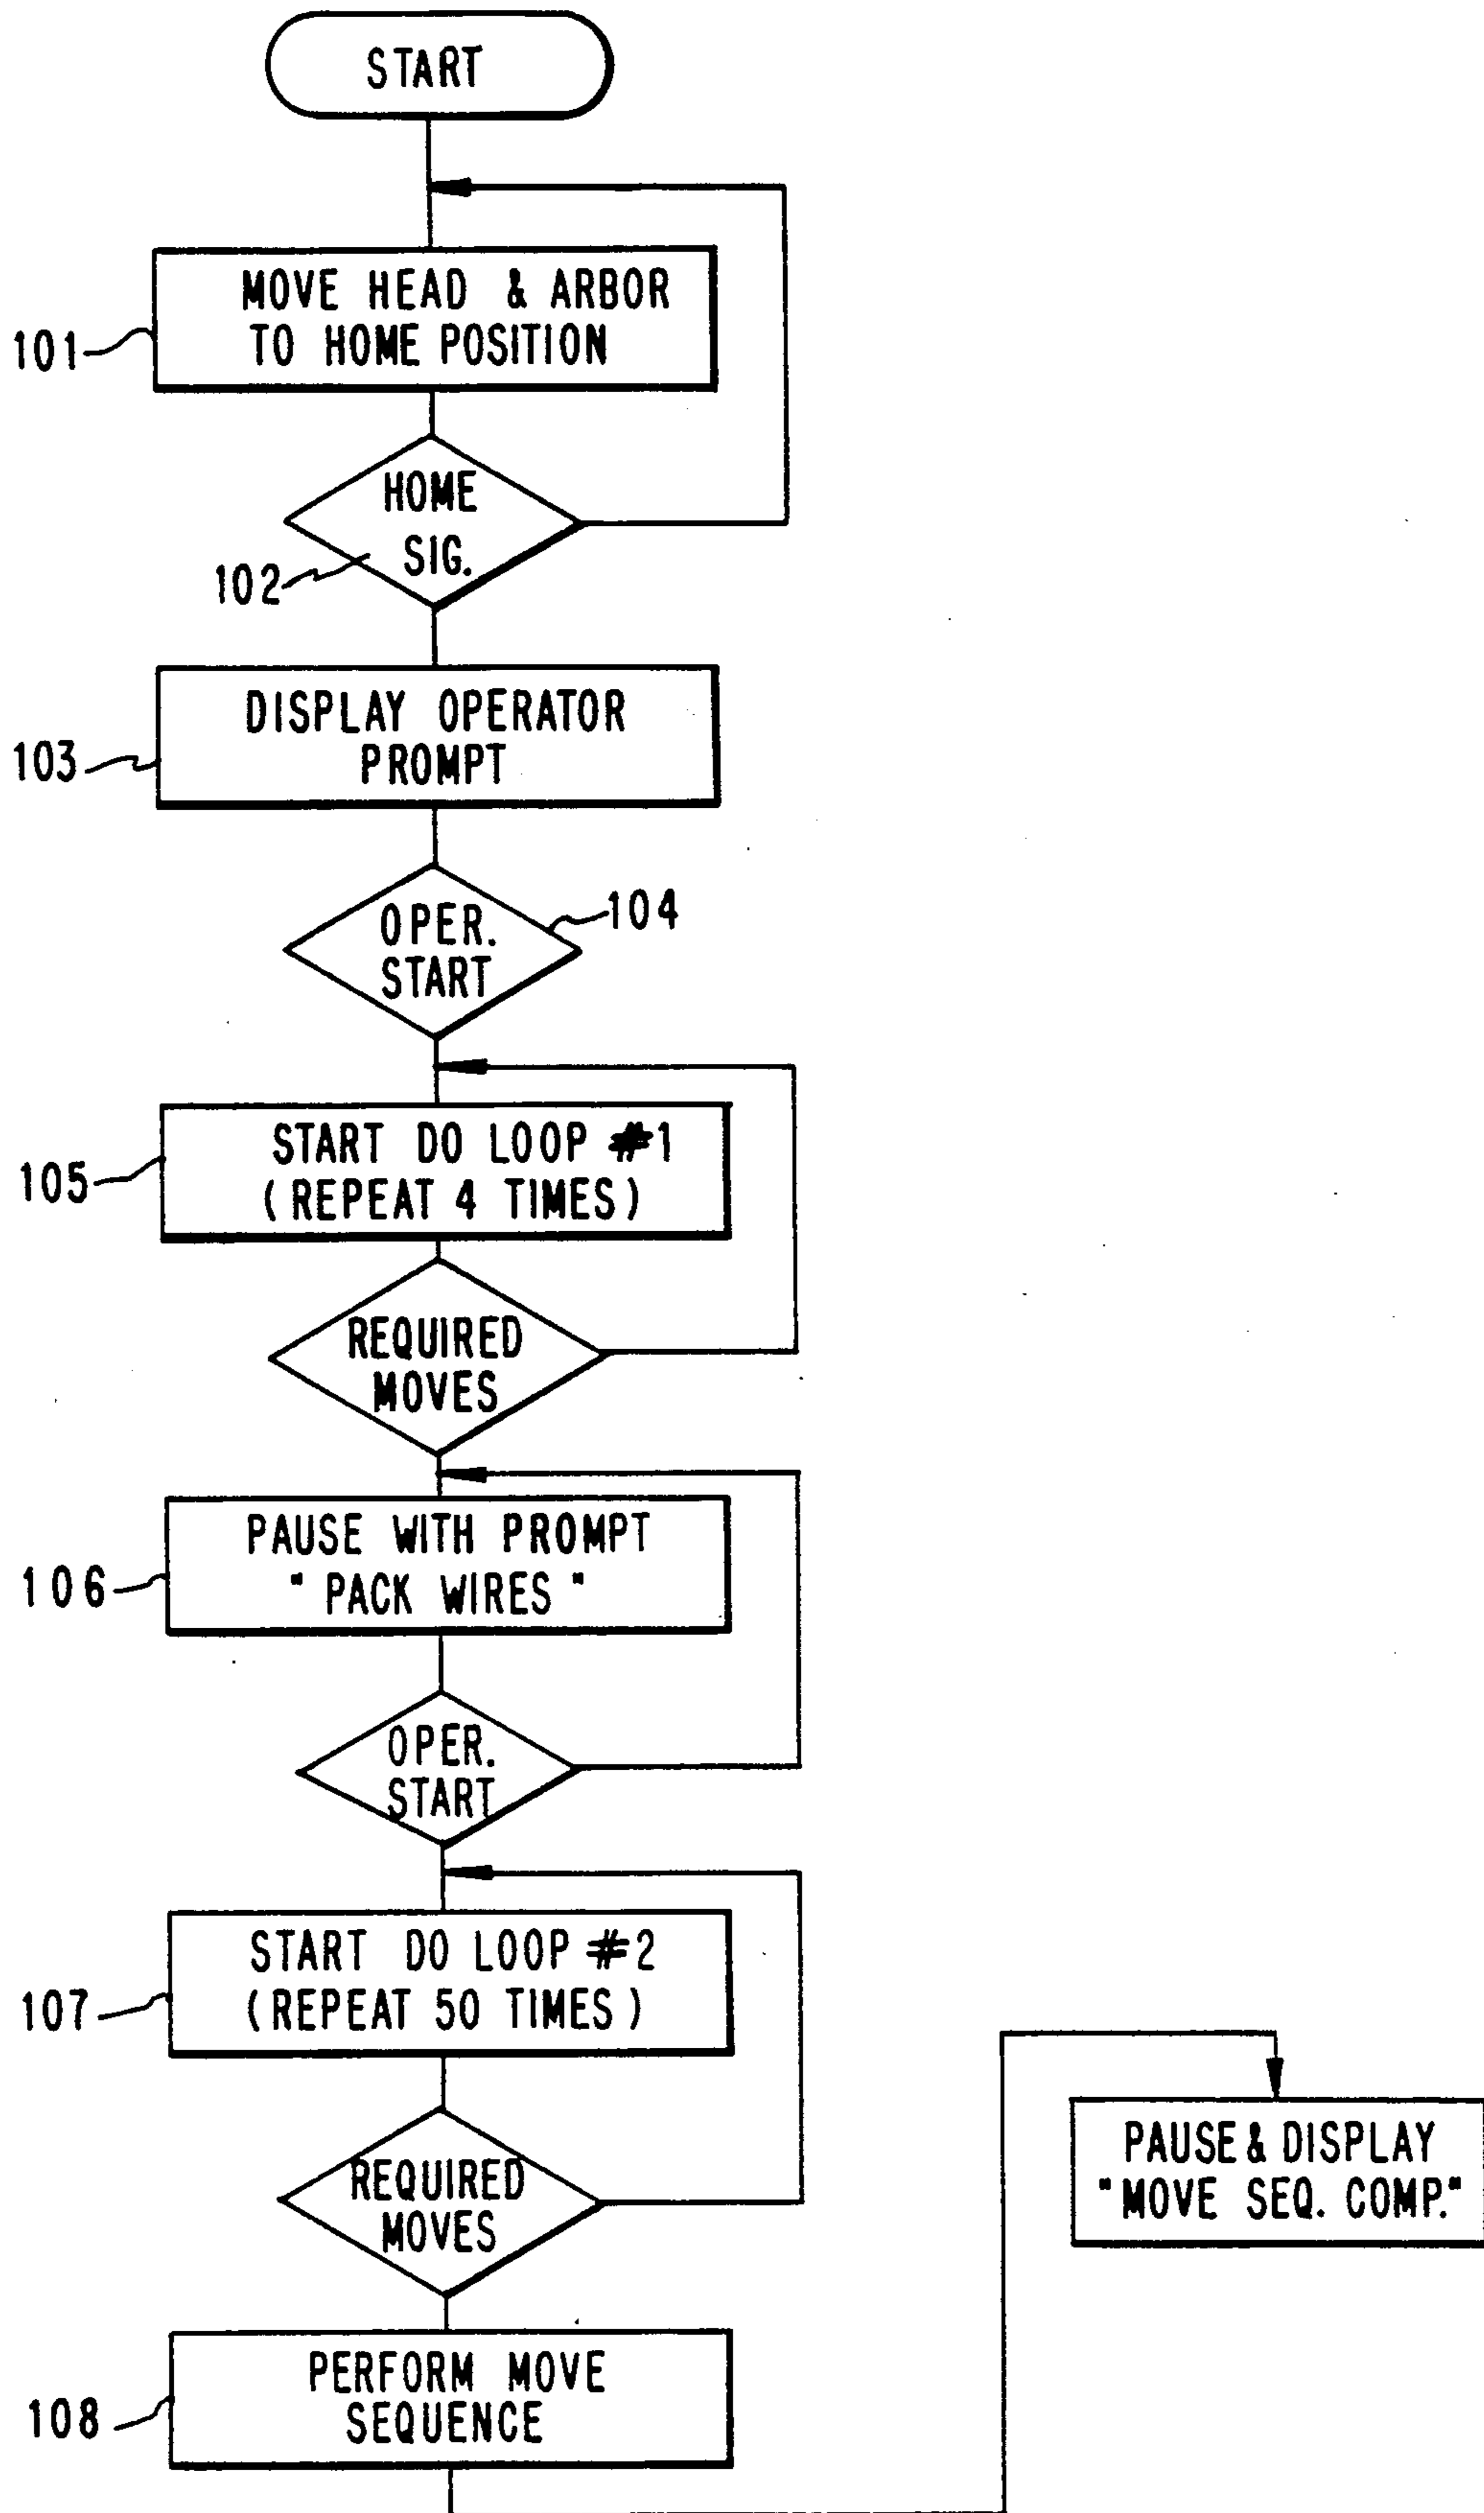 START
MOVE HEAD & ARBOR
TO HOME POSITION
101
HOME
SIG.
102
DISPLAY OPERATOR
PROMPT
103
OPER.
START
104
START DO LOOP #1
(REPEAT 4 TIMES)
105
REQUIRED
MOVES
PAUSE WITH PROMPT
"PACK WIRES"
106
OPER.
START
START DO LOOP #2
(REPEAT 50 TIMES)
107
REQUIRED
MOVES
PERFORM MOVE
SEQUENCE
108
PAUSE & DISPLAY
"MOVE SEQ. COMP."